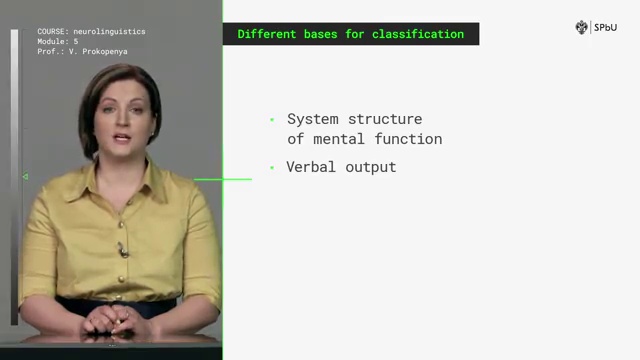 COURSE: neurolinguistics
Module: 5
Prof.: V. Prokopenya
Different bases for classification
SPbU
• System structure
of mental function
• Verbal output